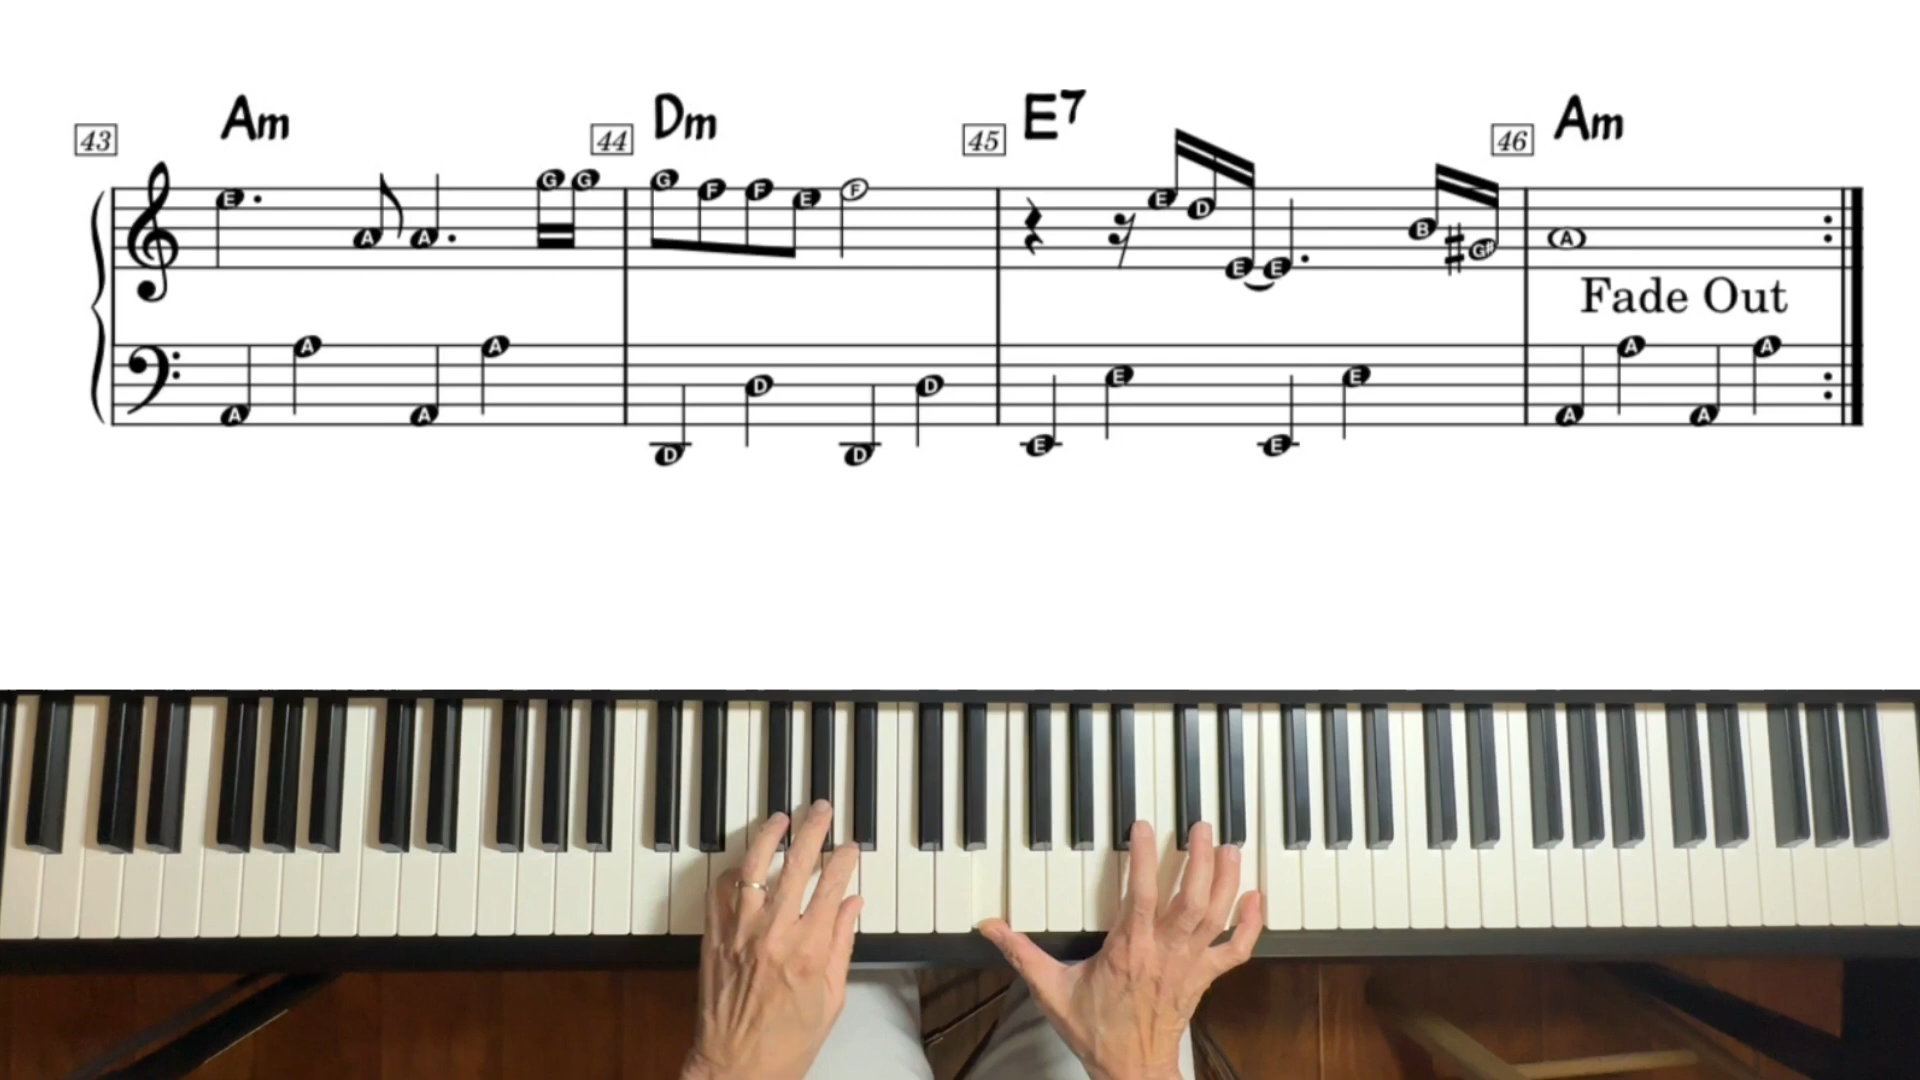 Am Dm E7 Am
43 44 45 46
E A A G G G F F E F E D E E B G# A
Fade Out
A A A A D D D D E E E E A A A A